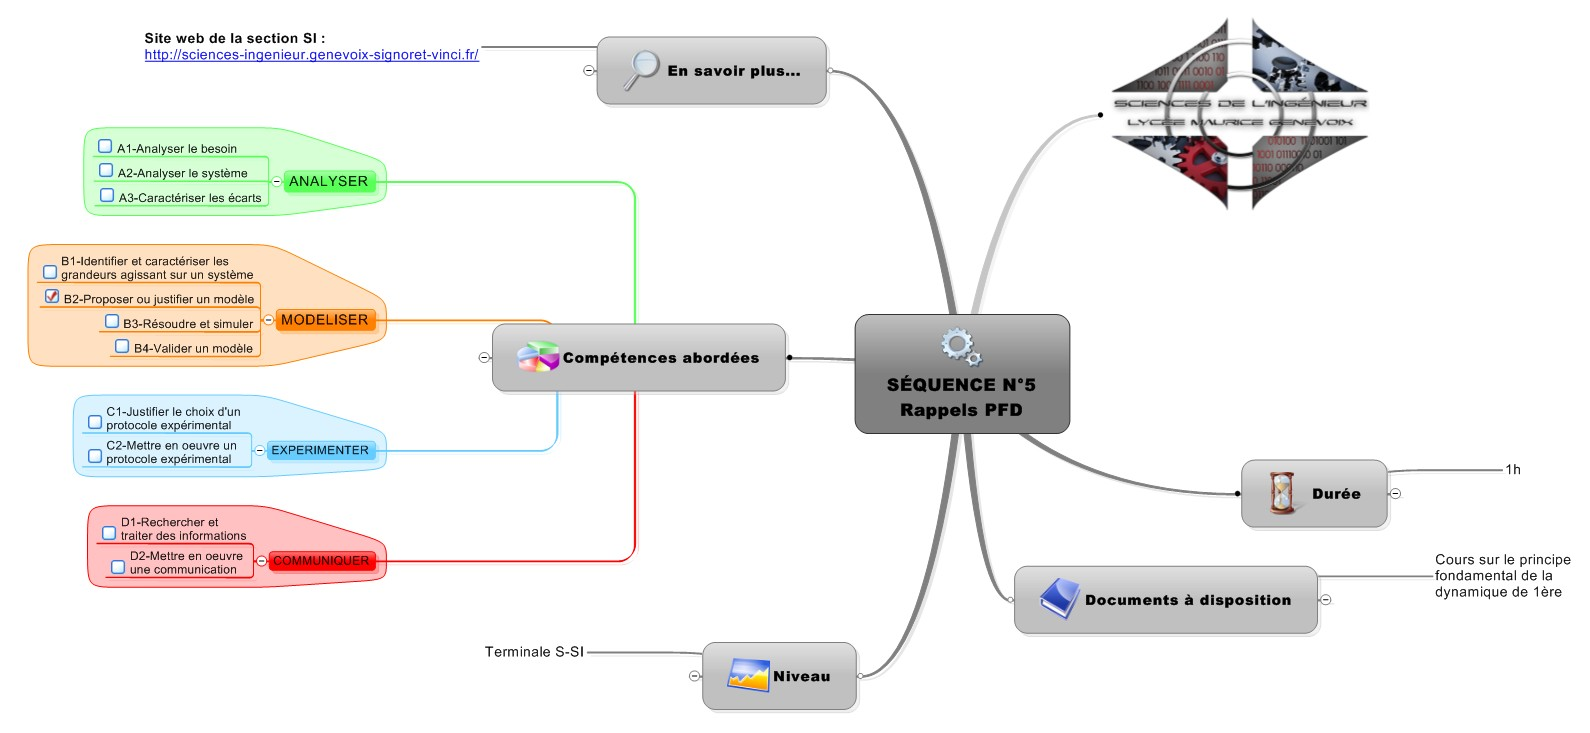 Site web de la section SI :
http://sciences-ingenieur.genevoix-signoret-vinci.fr/
En savoir plus...
SCIENCES DE L'INGÉNIEUR
LYCÉE MAURICE GENEVOIX
A1-Analyser le besoin
A2-Analyser le système
A3-Caractériser les écarts
ANALYSER
B1-Identifier et caractériser les
grandeurs agissant sur un système
B2-Proposer ou justifier un modèle
B3-Résoudre et simuler
B4-Valider un modèle
MODELISER
Compétences abordées
SÉQUENCE N°5
Rappels PFD
C1-Justifier le choix d'un
protocole expérimental
C2-Mettre en oeuvre un
protocole expérimental
EXPERIMENTER
D1-Rechercher et
traiter des informations
D2-Mettre en oeuvre
une communication
COMMUNIQUER
Durée
1h
Documents à disposition
Cours sur le principe
fondamental de la
dynamique de 1ère
Terminale S-SI
Niveau